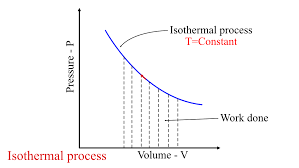 Isothermal process
T=Constant
Pressure - P
Work done
Volume - V
Isothermal process